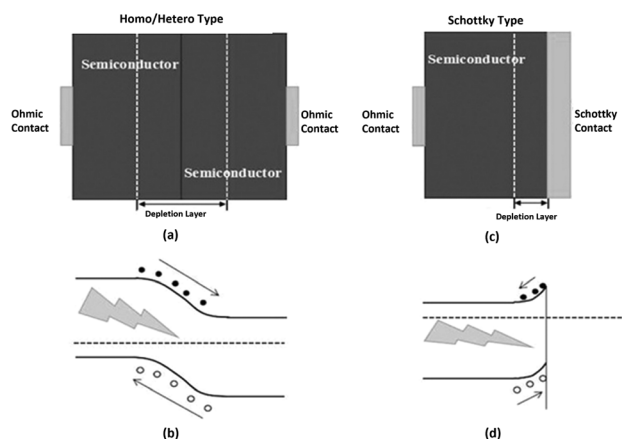 Homo/Hetero Type
Semiconductor
Ohmic
Contact
Ohmic
Contact
Semiconductor
Depletion Layer
(a)
Schottky Type
Semiconductor
Ohmic
Contact
Schottky
Contact
Depletion Layer
(c)
(b)
(d)